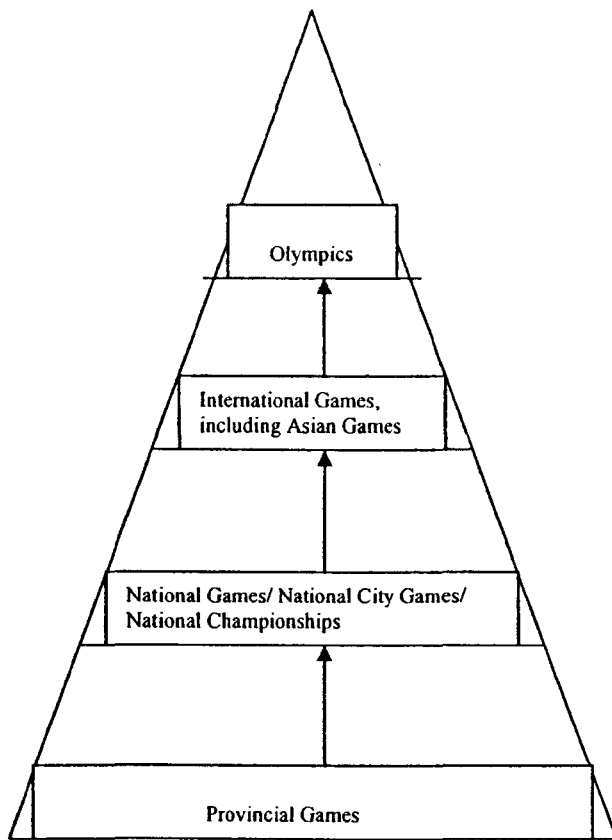 Olympics
International Games,
including Asian Games
National Games/ National City Games/
National Championships
Provincial Games